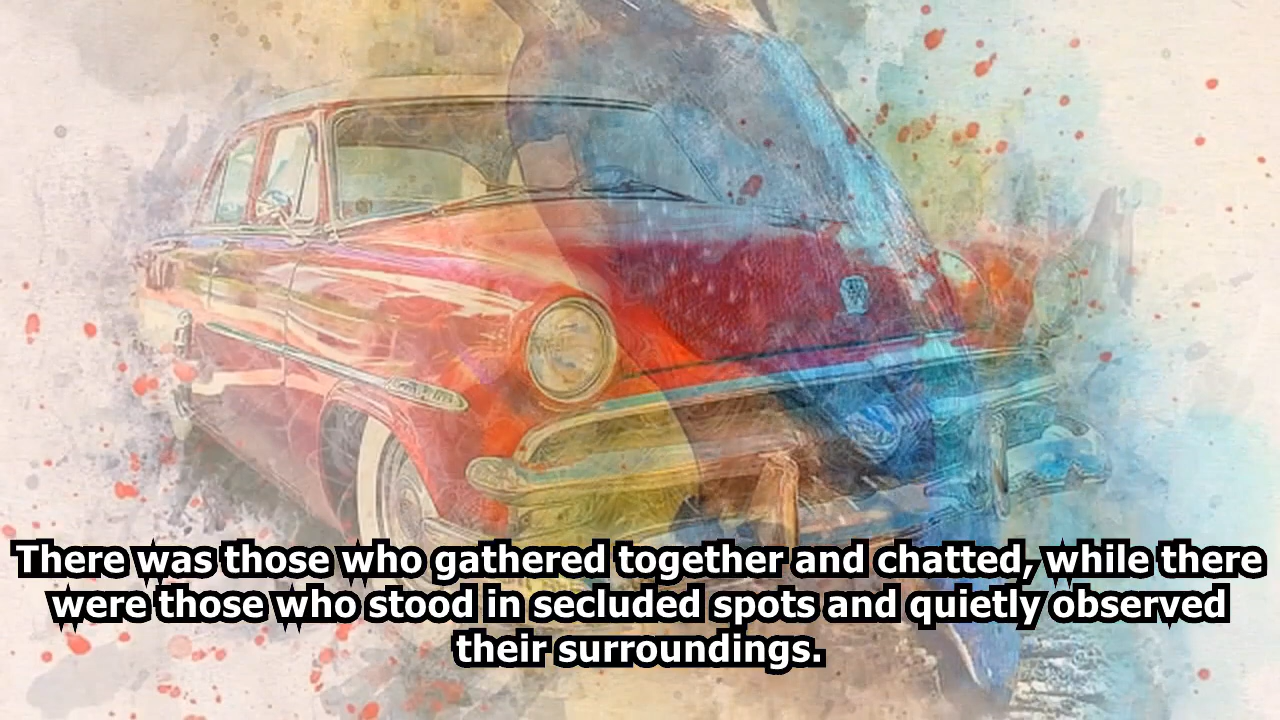 There was those who gathered together and chatted, while there
were those who stood in secluded spots and quietly observed
their surroundings.